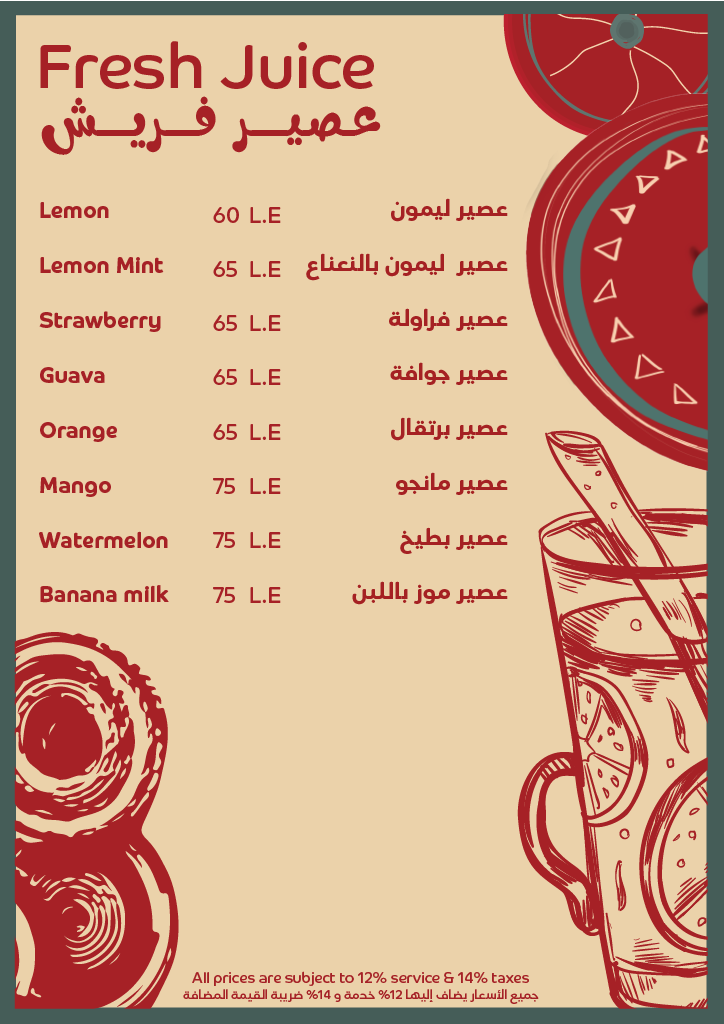 Fresh Juice
عصير فريش
Lemon 60 L.E عصير ليمون
Lemon Mint 65 L.E عصير ليمون بالنعناع
Strawberry 65 L.E عصير فراولة
Guava 65 L.E عصير جوافة
Orange 65 L.E عصير برتقال
Mango 75 L.E عصير مانجو
Watermelon 75 L.E عصير بطيخ
Banana milk 75 L.E عصير موز باللبن
All prices are subject to 12% service & 14% taxes
جميع الأسعار يضاف إليها 12% خدمة و 14% ضريبة القيمة المضافة